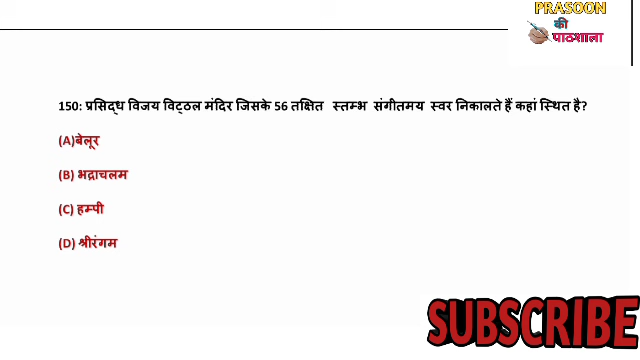 PRASOON
की
पाठशाला
150: प्रसिद्ध विजय विट्ठल मंदिर जिसके 56 तक्षित स्तम्भ संगीतमय स्वर निकालते हैं कहां स्थित है?
(A)बेलूर
(B) भद्राचलम
(C) हम्पी
(D) श्रीरंगम
SUBSCRIBE